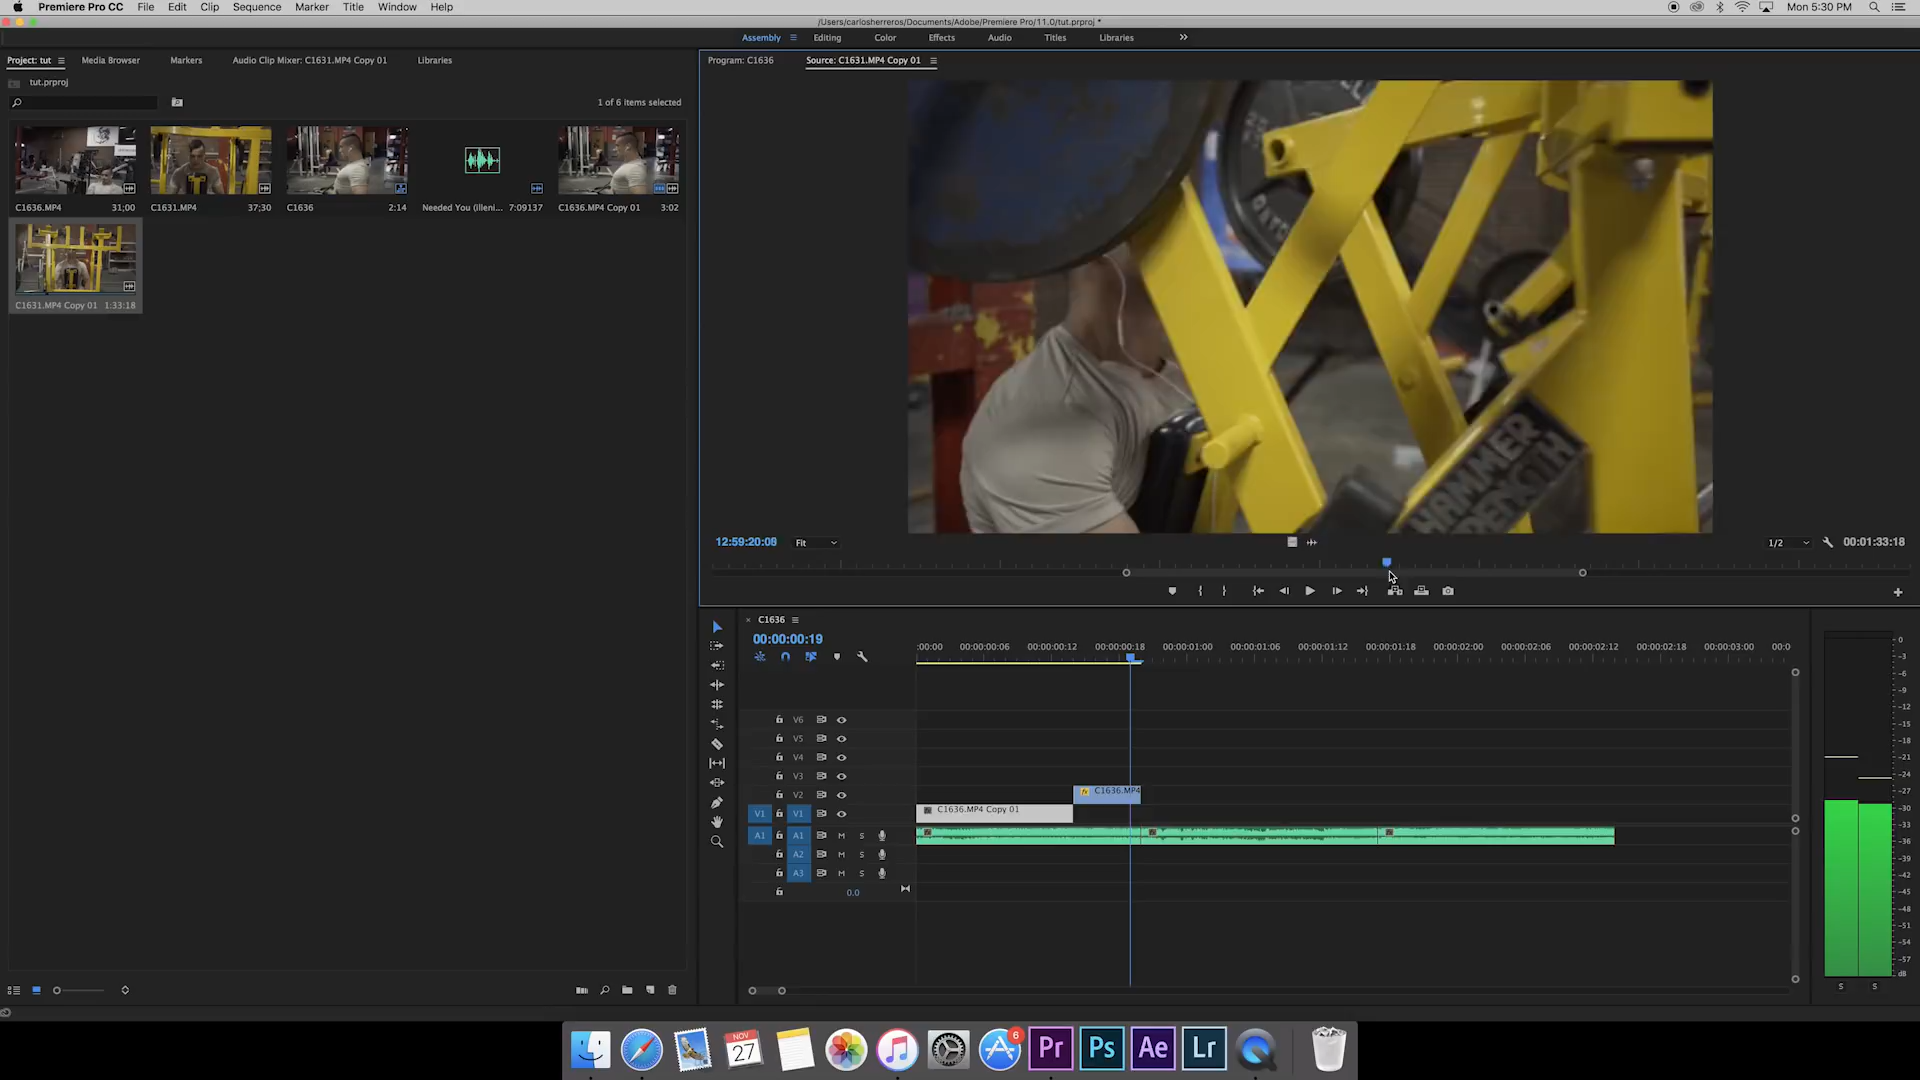 Premiere Pro CC File Edit Clip Sequence Marker Title Window Help Mon 5:30 PM
/Users/carlosherreros/Documents/Adobe/Premiere Pro/11.0/tut.prproj *
Assembly Editing Color Effects Audio Titles Libraries
Project: tut Media Browser Markers Audio Clip Mixer: C1631.MP4 Copy 01 Libraries
Program: C1636 Source: C1631.MP4 Copy 01
tut.prproj
1 of 6 items selected
C1636.MP4 31;00 C1631.MP4 37;30 C1636 2:14 Needed You (illeni... 7:09137 C1636.MP4 Copy 01 3:02
C1631.MP4 Copy 01 1:33:18
HAMMER
12:59:20:09 Fit 1/2 00:01:33:18
C1636
00:00:00:19
:00:00 00:00:00:06 00:00:00:12 00:00:00:18 00:00:01:00 00:00:01:06 00:00:01:12 00:00:01:18 00:00:02:00 00:00:02:06 00:00:02:12 00:00:02:18 00:00:03:00 00:0
V6
V5
V4
V3
V2 C1636.MP4
V1 V1 C1636.MP4 Copy 01
A1 A1 M S
A2 M S
A3 M S
0.0
0
-3
-6
-9
-12
-15
-18
-21
-24
-27
-30
-33
-36
-39
-42
-45
-48
-51
-54
-57
dB
S S
NOV
27
6
Pr Ps Ae Lr